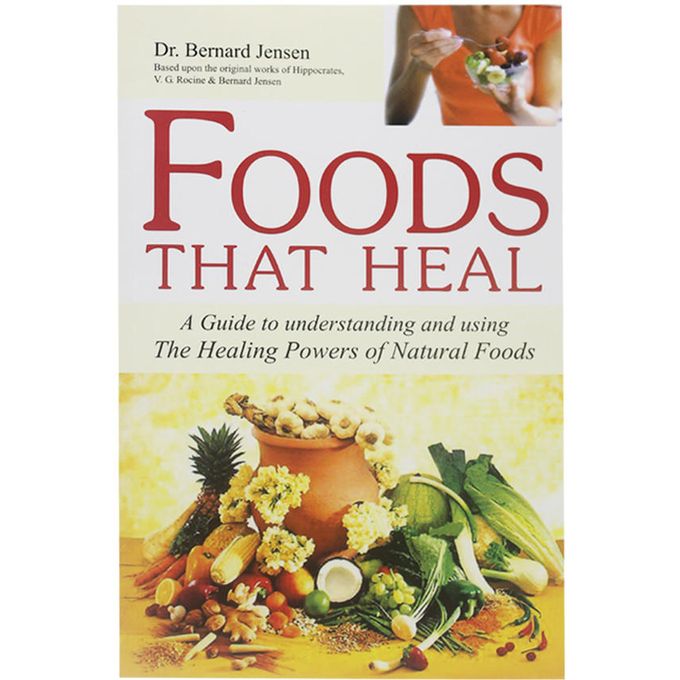 Dr. Bernard Jensen
Based upon the original works of Hippocrates,
V. G. Rocine & Bernard Jensen
FOODS
THAT HEAL
A Guide to understanding and using
The Healing Powers of Natural Foods